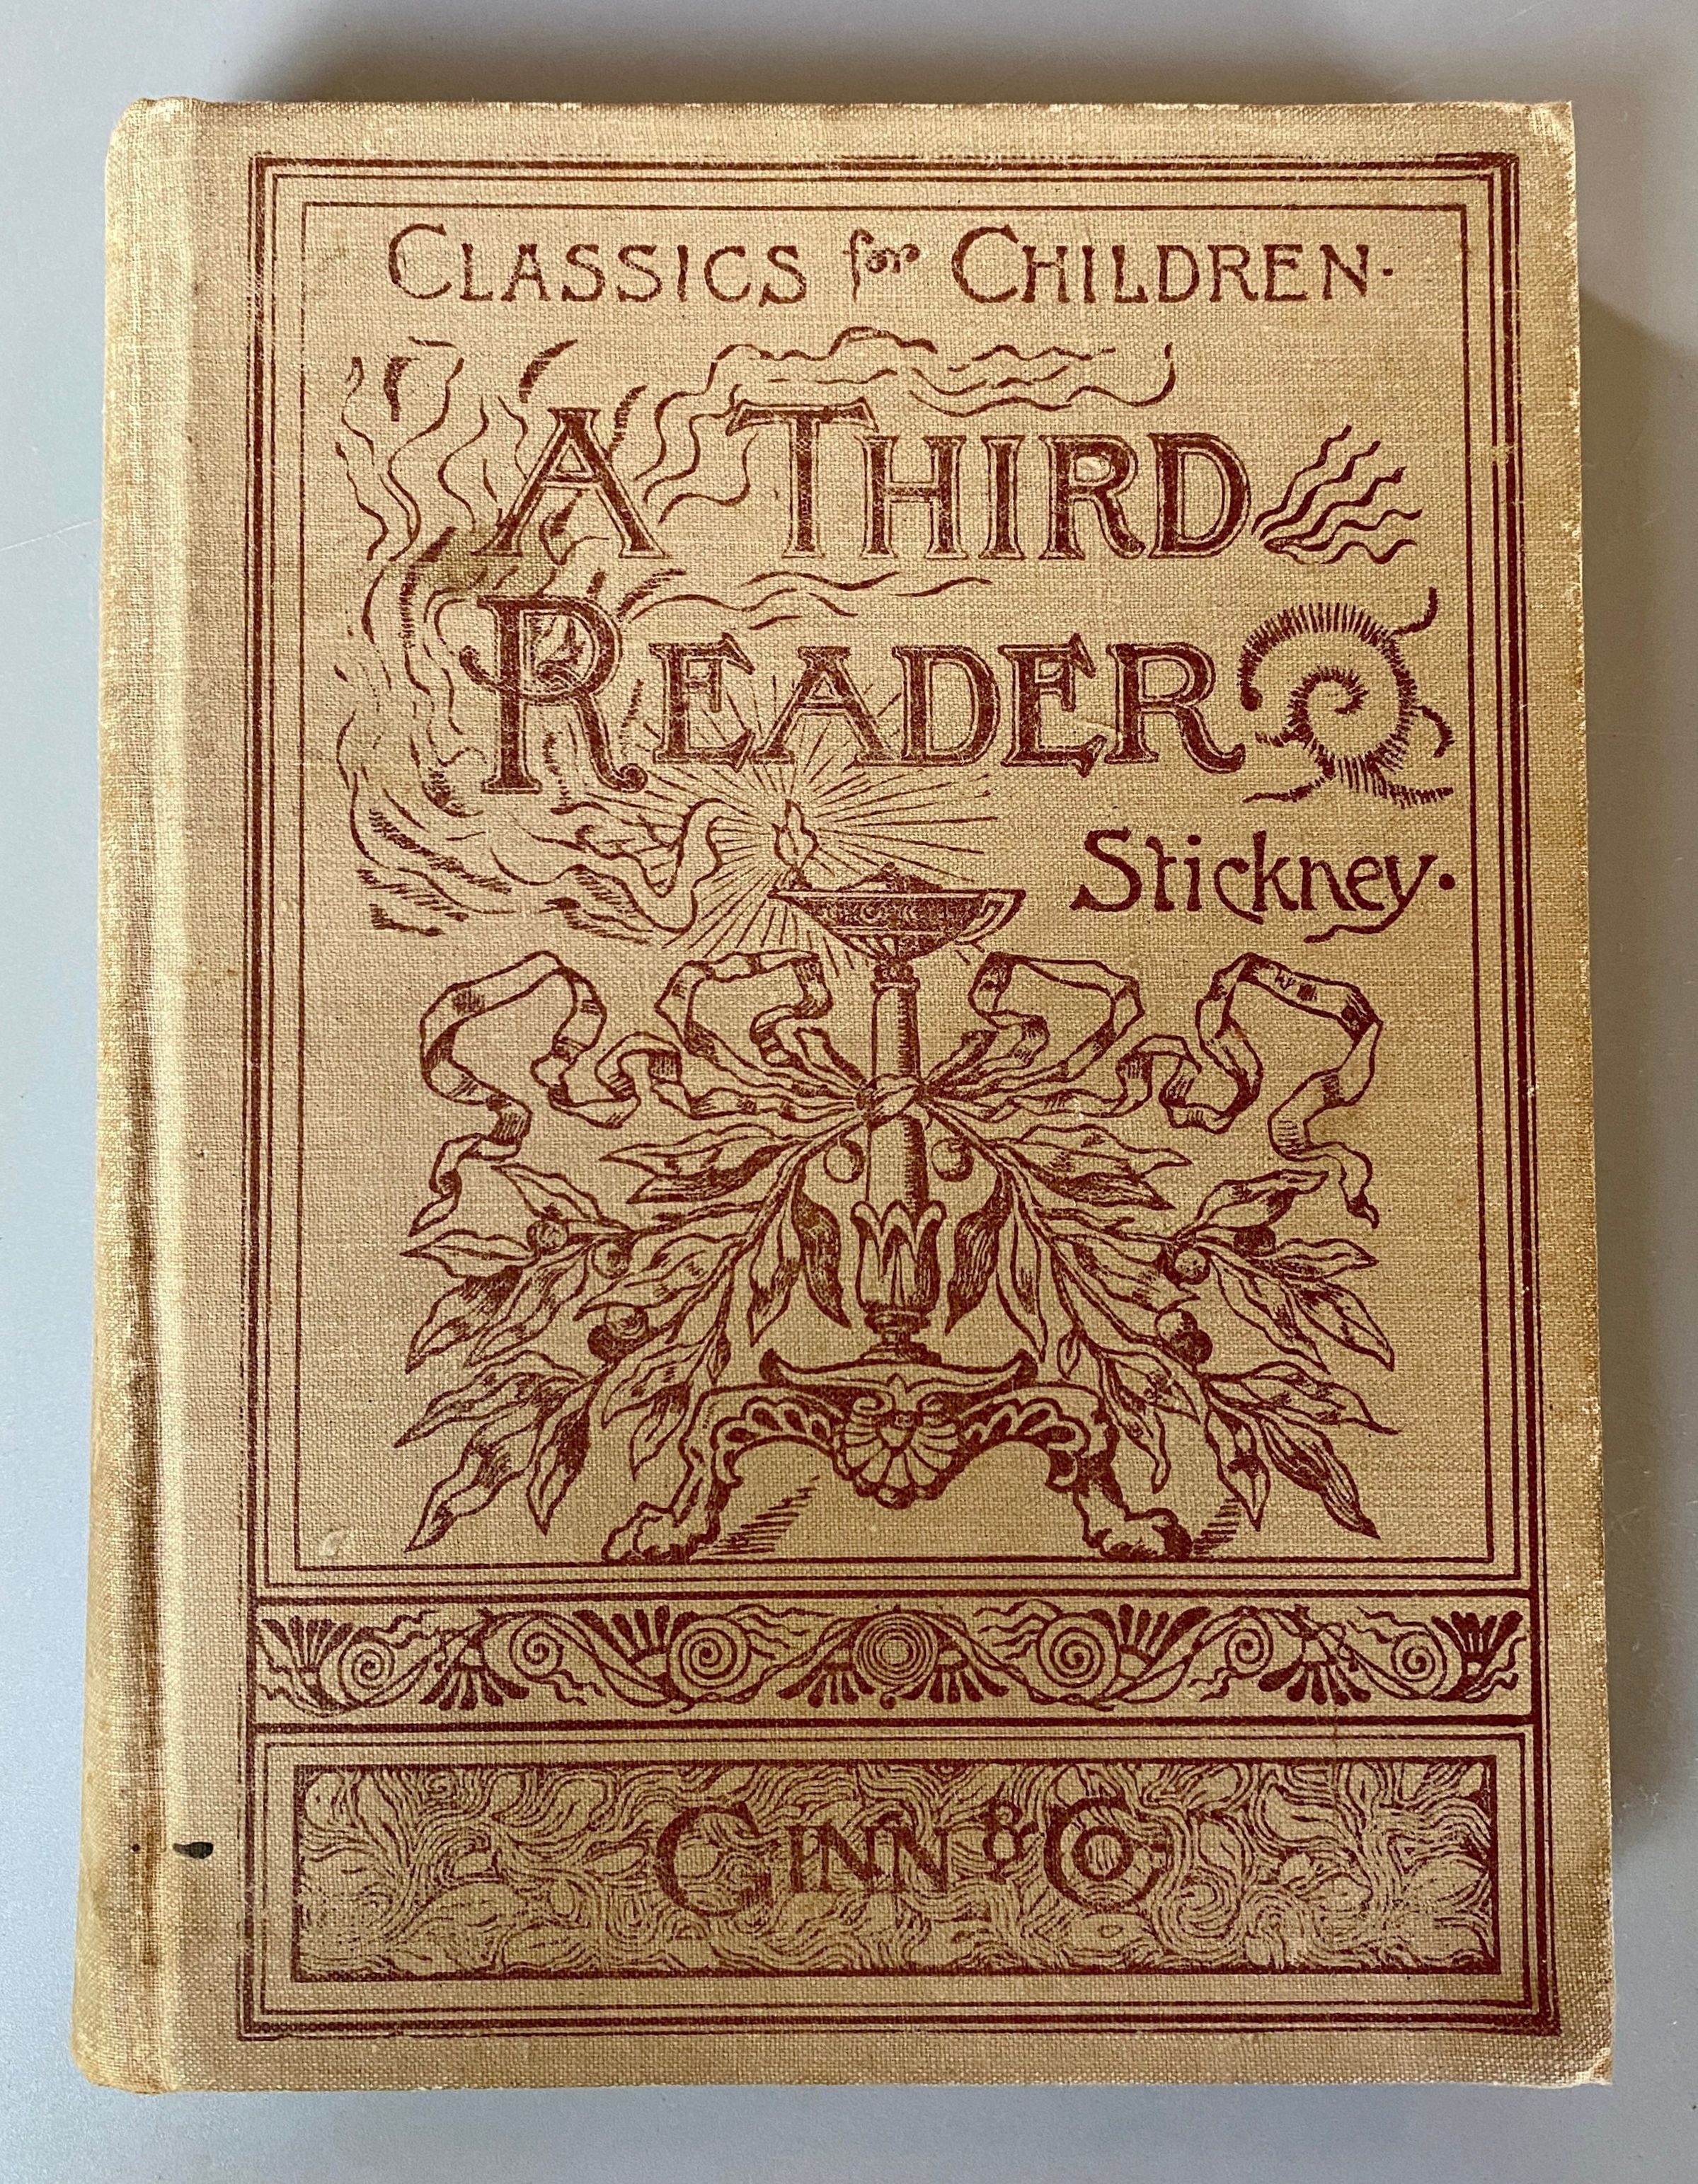 CLASSICS for CHILDREN.
A THIRD
READER
Stickney.
GINN & CO.